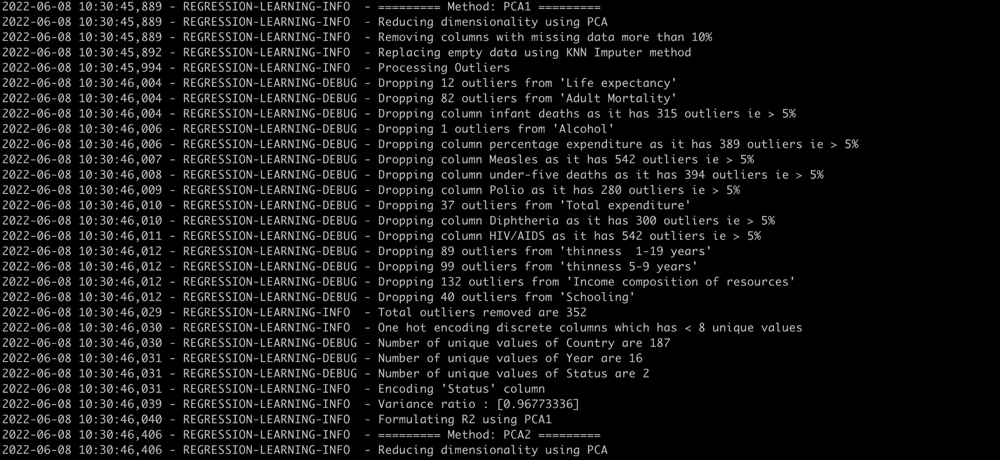 2022-06-08 10:30:45,889 - REGRESSION-LEARNING-INFO  - ========= Method: PCA1 =========
2022-06-08 10:30:45,889 - REGRESSION-LEARNING-INFO  - Reducing dimensionality using PCA
2022-06-08 10:30:45,889 - REGRESSION-LEARNING-INFO  - Removing columns with missing data more than 10%
2022-06-08 10:30:45,892 - REGRESSION-LEARNING-INFO  - Replacing empty data using KNN Imputer method
2022-06-08 10:30:45,994 - REGRESSION-LEARNING-INFO  - Processing Outliers
2022-06-08 10:30:46,004 - REGRESSION-LEARNING-DEBUG - Dropping 12 outliers from 'Life expectancy'
2022-06-08 10:30:46,004 - REGRESSION-LEARNING-DEBUG - Dropping 82 outliers from 'Adult Mortality'
2022-06-08 10:30:46,004 - REGRESSION-LEARNING-DEBUG - Dropping column infant deaths as it has 315 outliers ie > 5%
2022-06-08 10:30:46,006 - REGRESSION-LEARNING-DEBUG - Dropping 1 outliers from 'Alcohol'
2022-06-08 10:30:46,006 - REGRESSION-LEARNING-DEBUG - Dropping column percentage expenditure as it has 389 outliers ie > 5%
2022-06-08 10:30:46,007 - REGRESSION-LEARNING-DEBUG - Dropping column Measles as it has 542 outliers ie > 5%
2022-06-08 10:30:46,008 - REGRESSION-LEARNING-DEBUG - Dropping column under-five deaths as it has 394 outliers ie > 5%
2022-06-08 10:30:46,009 - REGRESSION-LEARNING-DEBUG - Dropping column Polio as it has 280 outliers ie > 5%
2022-06-08 10:30:46,010 - REGRESSION-LEARNING-DEBUG - Dropping 37 outliers from 'Total expenditure'
2022-06-08 10:30:46,010 - REGRESSION-LEARNING-DEBUG - Dropping column Diphtheria as it has 300 outliers ie > 5%
2022-06-08 10:30:46,011 - REGRESSION-LEARNING-DEBUG - Dropping column HIV/AIDS as it has 542 outliers ie > 5%
2022-06-08 10:30:46,012 - REGRESSION-LEARNING-DEBUG - Dropping 89 outliers from 'thinness  1-19 years'
2022-06-08 10:30:46,012 - REGRESSION-LEARNING-DEBUG - Dropping 99 outliers from 'thinness 5-9 years'
2022-06-08 10:30:46,012 - REGRESSION-LEARNING-DEBUG - Dropping 132 outliers from 'Income composition of resources'
2022-06-08 10:30:46,012 - REGRESSION-LEARNING-DEBUG - Dropping 40 outliers from 'Schooling'
2022-06-08 10:30:46,029 - REGRESSION-LEARNING-INFO  - Total outliers removed are 352
2022-06-08 10:30:46,030 - REGRESSION-LEARNING-INFO  - One hot encoding discrete columns which has < 8 unique values
2022-06-08 10:30:46,030 - REGRESSION-LEARNING-DEBUG - Number of unique values of Country are 187
2022-06-08 10:30:46,031 - REGRESSION-LEARNING-DEBUG - Number of unique values of Year are 16
2022-06-08 10:30:46,031 - REGRESSION-LEARNING-DEBUG - Number of unique values of Status are 2
2022-06-08 10:30:46,031 - REGRESSION-LEARNING-INFO  - Encoding 'Status' column
2022-06-08 10:30:46,039 - REGRESSION-LEARNING-INFO  - Variance ratio : [0.96773336]
2022-06-08 10:30:46,040 - REGRESSION-LEARNING-INFO  - Formulating R2 using PCA1
2022-06-08 10:30:46,406 - REGRESSION-LEARNING-INFO  - ========= Method: PCA2 =========
2022-06-08 10:30:46,406 - REGRESSION-LEARNING-INFO  - Reducing dimensionality using PCA